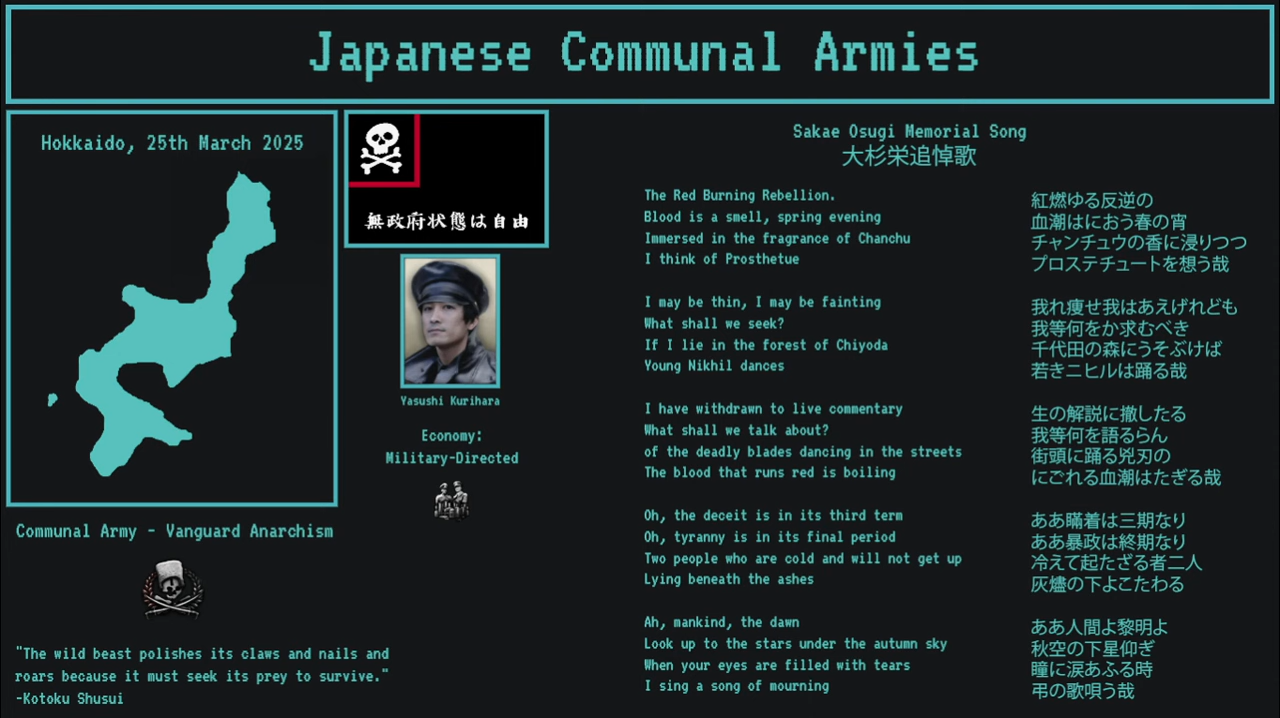 Japanese Communal Armies
Hokkaido, 25th March 2025
無政府状態は自由
Yasushi Kurihara
Economy:
Military-Directed
Communal Army - Vanguard Anarchism
"The wild beast polishes its claws and nails and
roars because it must seek its prey to survive."
-Kotoku Shusui
Sakae Osugi Memorial Song
大杉栄追悼歌
The Red Burning Rebellion.
Blood is a smell, spring evening
Immersed in the fragrance of Chanchu
I think of Prosthetue
I may be thin, I may be fainting
What shall we seek?
If I lie in the forest of Chiyoda
Young Nikhil dances
I have withdrawn to live commentary
What shall we talk about?
of the deadly blades dancing in the streets
The blood that runs red is boiling
Oh, the deceit is in its third term
Oh, tyranny is in its final period
Two people who are cold and will not get up
Lying beneath the ashes
Ah, mankind, the dawn
Look up to the stars under the autumn sky
When your eyes are filled with tears
I sing a song of mourning
紅燃ゆる反逆の
血潮はにおう春の宵
チャンチュウの香に浸りつつ
プロステチュートを想う哉
我れ痩せ我はあえげれども
我等何をか求むべき
千代田の森にうそぶけば
若きニヒルは踊る哉
生の解説に撤したる
我等何を語るらん
街頭に踊る兇刃の
にごれる血潮はたぎる哉
ああ瞞着は三期なり
ああ暴政は終期なり
冷えて起たざる者二人
灰燼の下よこたわる
ああ人間よ黎明よ
秋空の下星仰ぎ
瞳に涙あふる時
弔の歌唄う哉